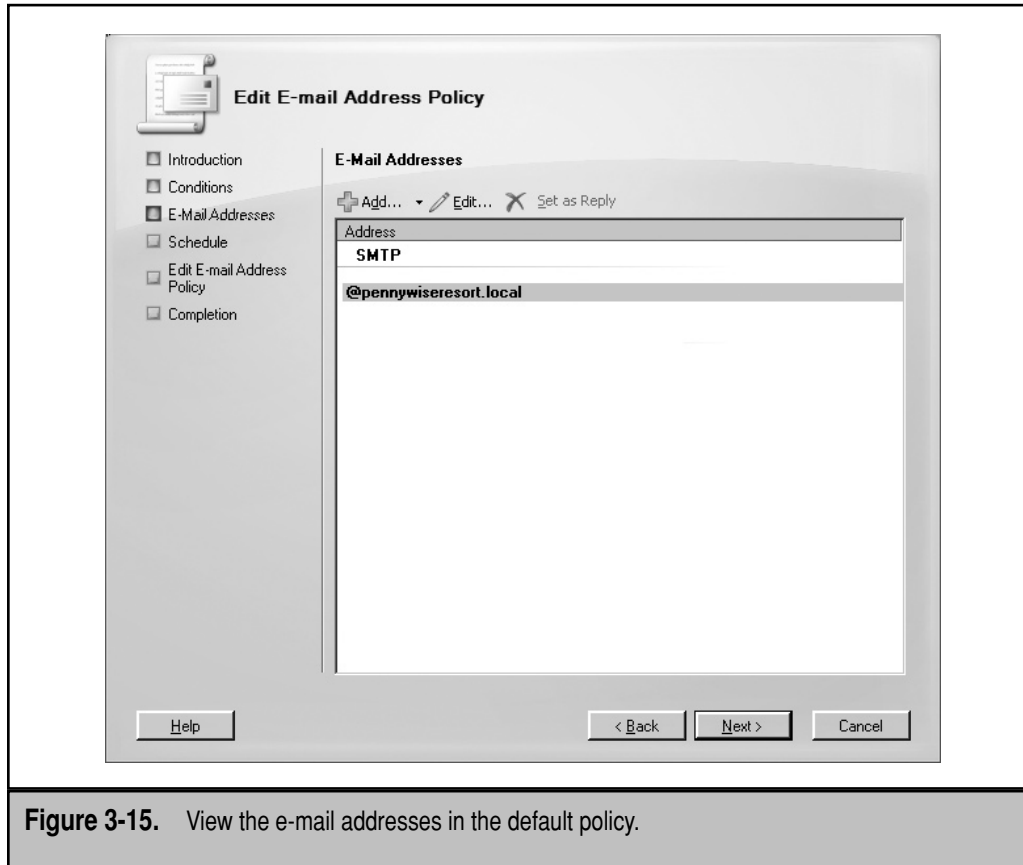 Edit E-mail Address Policy
Introduction
Conditions
E-Mail Addresses
Schedule
Edit E-mail Address
Policy
Completion
E-Mail Addresses
Add... Edit... Set as Reply
Address
SMTP
@pennywiseresort.local
Help
< Back
Next >
Cancel
Figure 3-15. View the e-mail addresses in the default policy.